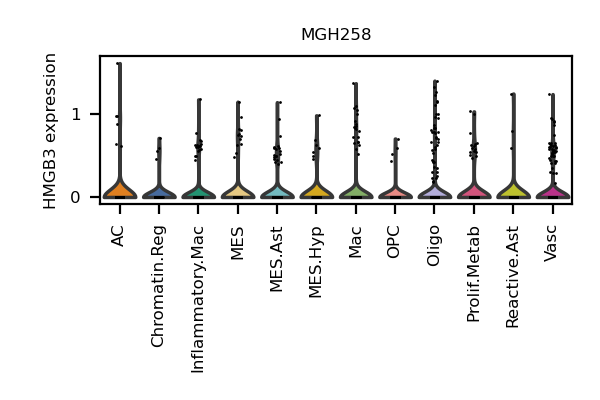 MGH258
HMGB3 expression
1
0
AC
Chromatin.Reg
Inflammatory.Mac
MES
MES.Ast
MES.Hyp
Mac
OPC
Oligo
Prolif.Metab
Reactive.Ast
Vasc